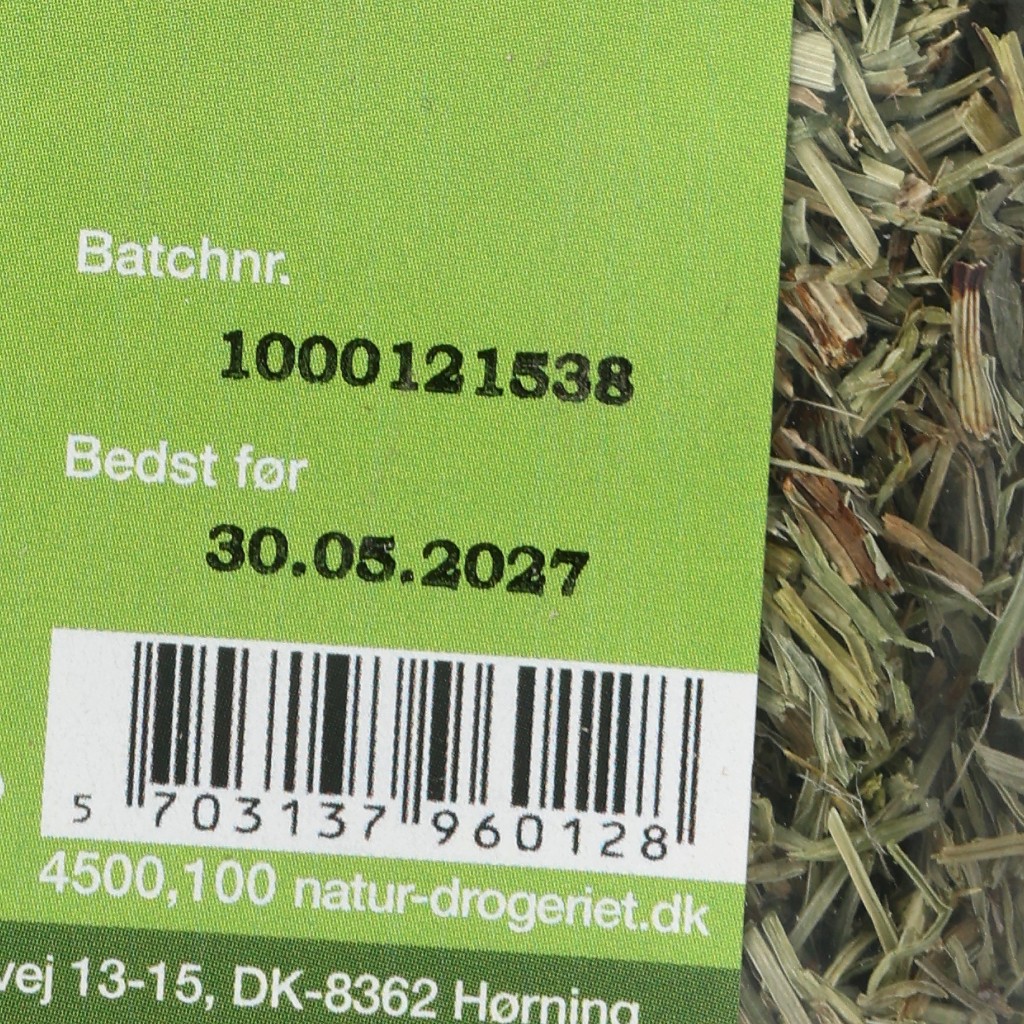 Batchnr.
1000121538
Bedst før
30.05.2027
5 703137 960128
4500,100 natur-drogeriet.dk
vej 13-15, DK-8362 Hørning